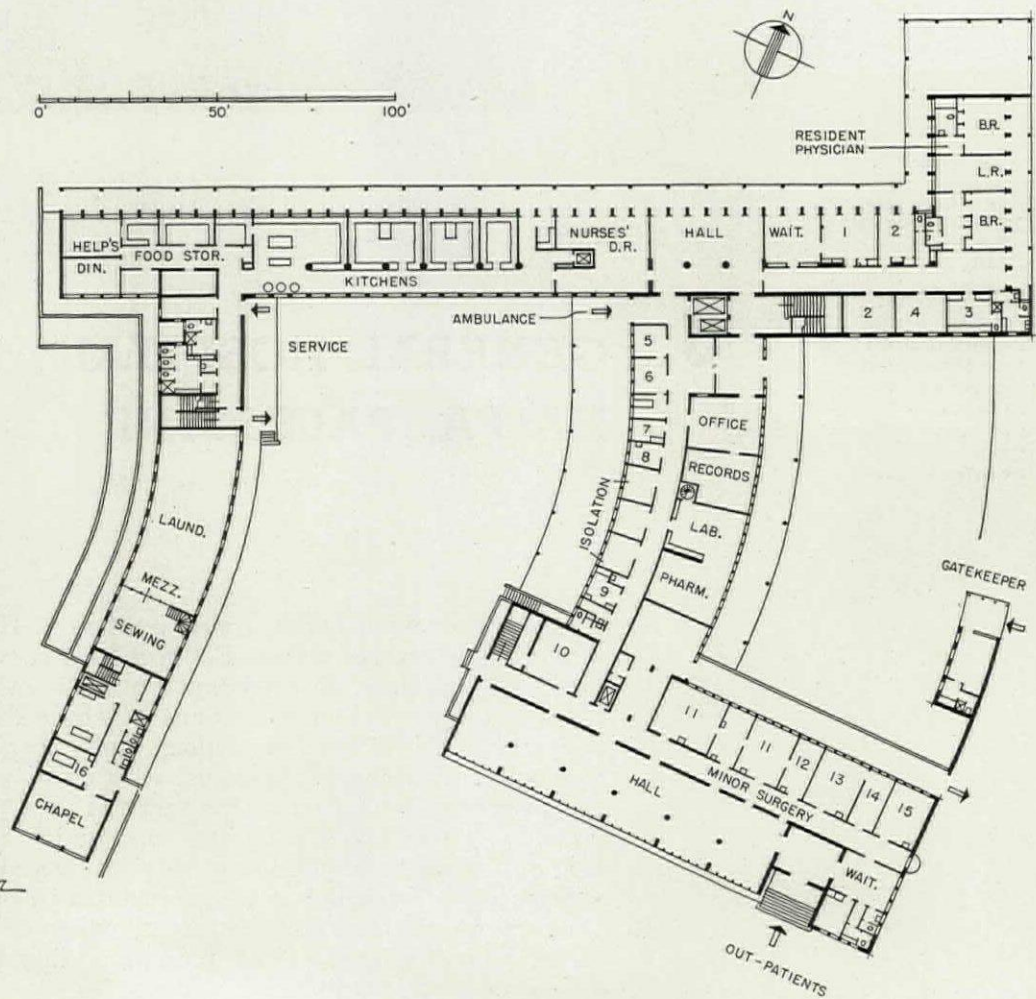 N
0' 50' 100'
RESIDENT
PHYSICIAN
B.R.
L.R.
B.R.
HELP'S
DIN.
FOOD STOR.
KITCHENS
NURSES'
D.R.
HALL
WAIT.
1
2
AMBULANCE
SERVICE
2
4
3
5
6
7
8
ISOLATION
9
OFFICE
RECORDS
LAB.
PHARM.
GATEKEEPER
LAUND.
MEZZ.
SEWING
16
CHAPEL
10
11
11
12
13
14
15
HALL
MINOR SURGERY
WAIT.
OUT-PATIENTS